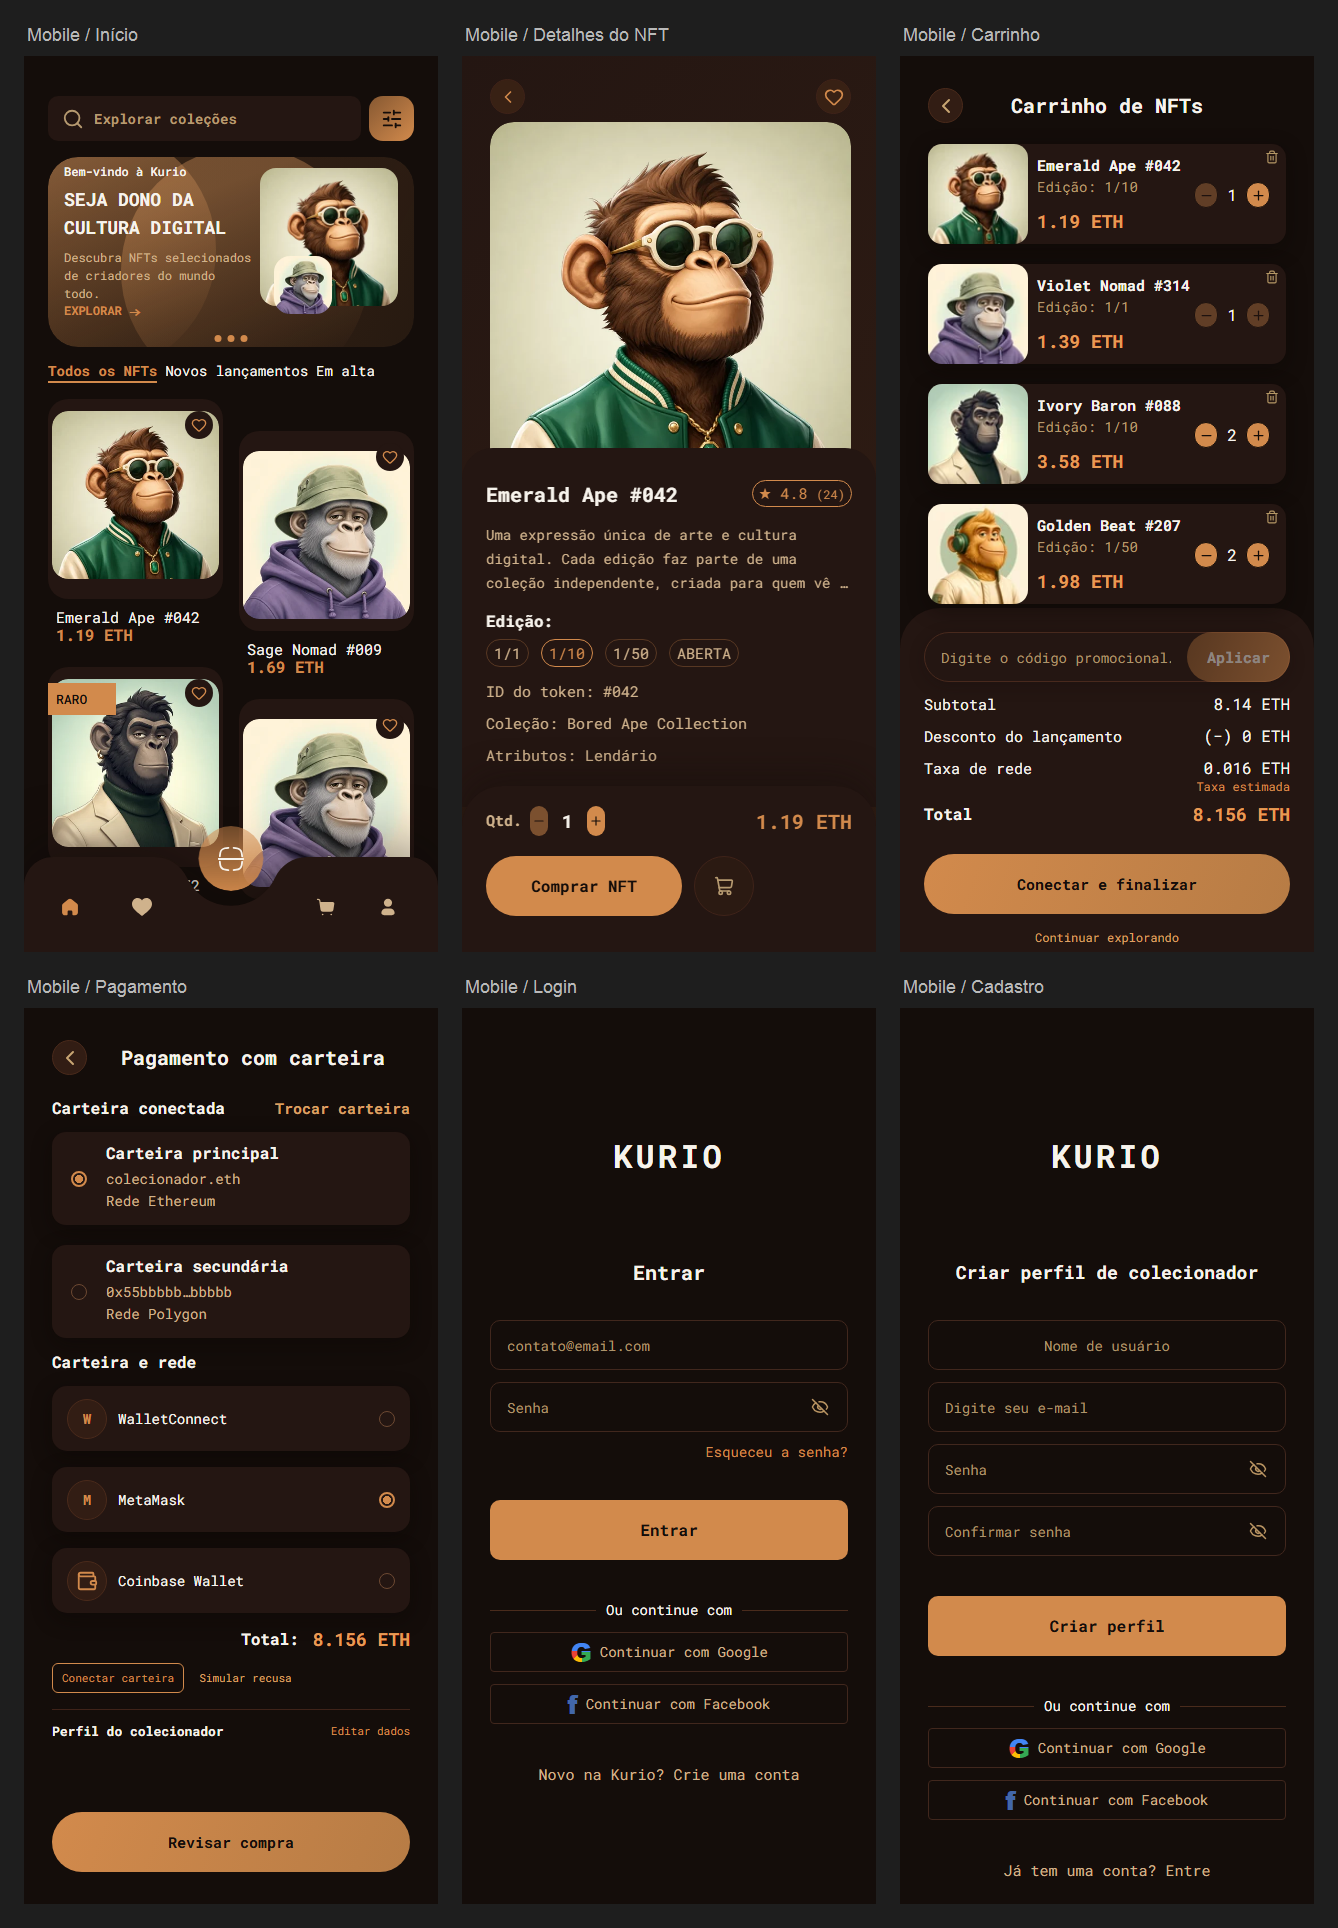 Mobile / Início
Explorar coleções
Bem-vindo à Kurio
SEJA DONO DA
CULTURA DIGITAL
Descubra NFTs selecionados
de criadores do mundo
todo.
EXPLORAR →
Todos os NFTs Novos lançamentos Em alta
Emerald Ape #042
1.19 ETH
Sage Nomad #009
1.69 ETH
RARO
2
Mobile / Detalhes do NFT
Emerald Ape #042
★ 4.8 (24)
Uma expressão única de arte e cultura
digital. Cada edição faz parte de uma
coleção independente, criada para quem vê …
Edição:
1/1 1/10 1/50 ABERTA
ID do token: #042
Coleção: Bored Ape Collection
Atributos: Lendário
Qtd. − 1 + 1.19 ETH
Comprar NFT
Mobile / Carrinho
Carrinho de NFTs
Emerald Ape #042
Edição: 1/10
− 1 +
1.19 ETH
Violet Nomad #314
Edição: 1/1
− 1 +
1.39 ETH
Ivory Baron #088
Edição: 1/10
− 2 +
3.58 ETH
Golden Beat #207
Edição: 1/50
− 2 +
1.98 ETH
Digite o código promocional. Aplicar
Subtotal 8.14 ETH
Desconto do lançamento (-) 0 ETH
Taxa de rede 0.016 ETH
Taxa estimada
Total 8.156 ETH
Conectar e finalizar
Continuar explorando
Mobile / Pagamento
Pagamento com carteira
Carteira conectada Trocar carteira
Carteira principal
colecionador.eth
Rede Ethereum
Carteira secundária
0x55bbbbb…bbbbb
Rede Polygon
Carteira e rede
W WalletConnect
M MetaMask
Coinbase Wallet
Total: 8.156 ETH
Conectar carteira Simular recusa
Perfil do colecionador Editar dados
Revisar compra
Mobile / Login
KURIO
Entrar
contato@email.com
Senha
Esqueceu a senha?
Entrar
Ou continue com
G Continuar com Google
f Continuar com Facebook
Novo na Kurio? Crie uma conta
Mobile / Cadastro
KURIO
Criar perfil de colecionador
Nome de usuário
Digite seu e-mail
Senha
Confirmar senha
Criar perfil
Ou continue com
G Continuar com Google
f Continuar com Facebook
Já tem uma conta? Entre